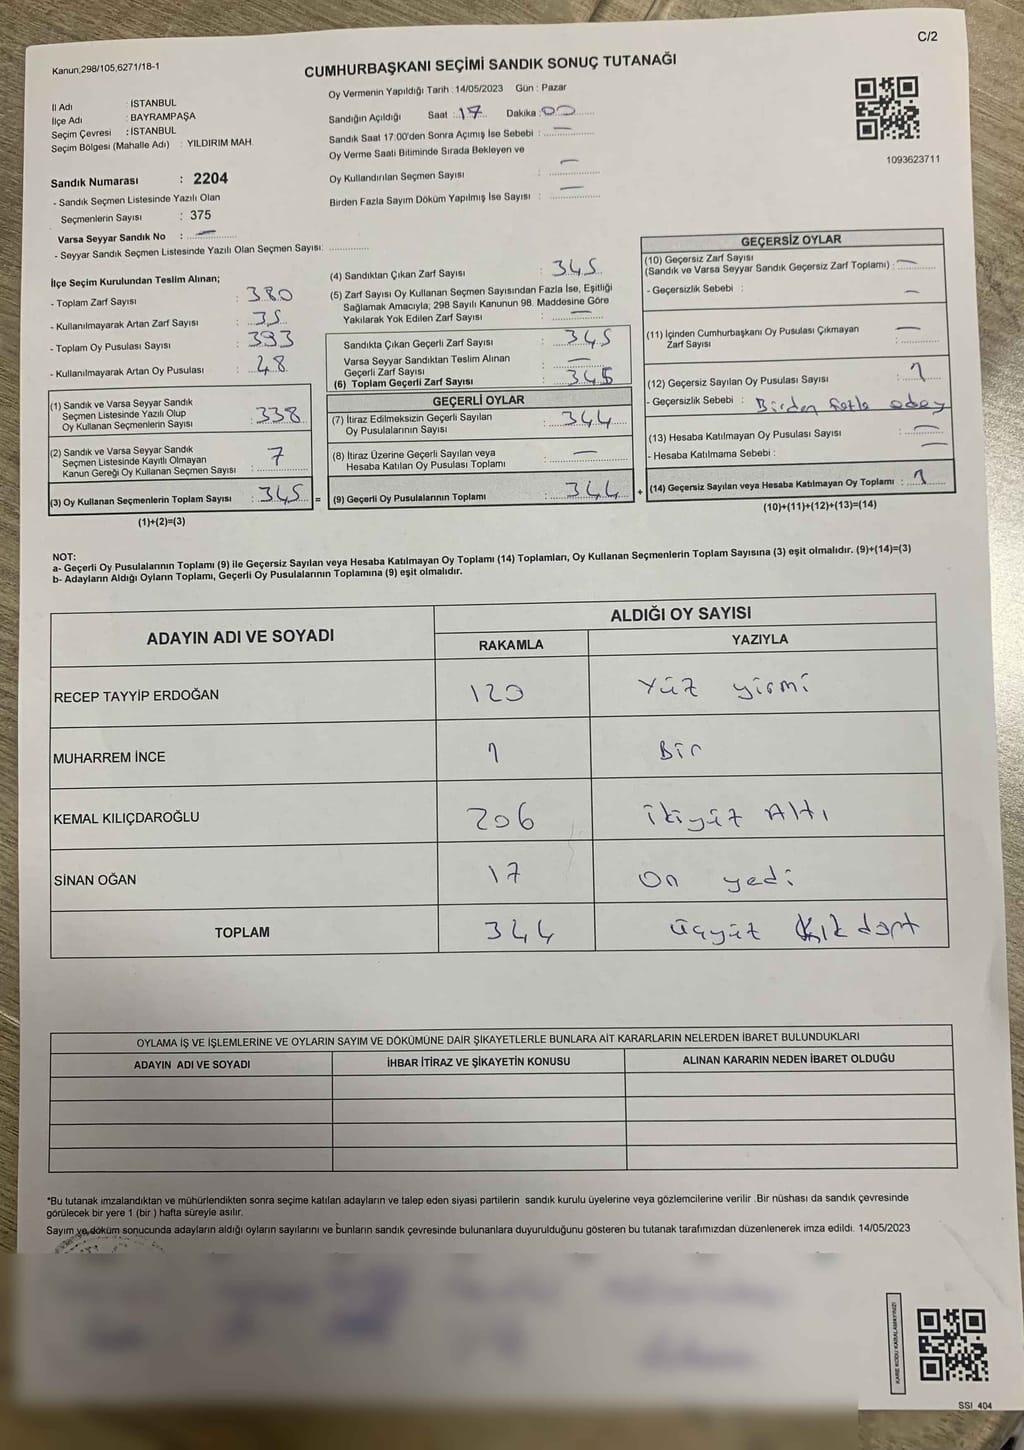 C/2
Kanun;298/105,6271/18-1
CUMHURBAŞKANI SEÇİMİ SANDIK SONUÇ TUTANAĞI
İl Adı : İSTANBUL
İlçe Adı : BAYRAMPAŞA
Seçim Çevresi : İSTANBUL
Seçim Bölgesi (Mahalle Adı) : YILDIRIM MAH.
Sandık Numarası : 2204
- Sandık Seçmen Listesinde Yazılı Olan
Seçmenlerin Sayısı : 375
Varsa Seyyar Sandık No : —
- Seyyar Sandık Seçmen Listesinde Yazılı Olan Seçmen Sayısı: ............
Oy Vermenin Yapıldığı Tarih : 14/05/2023 Gün : Pazar
Sandığın Açıldığı Saat : 17 Dakika : 00
Sandık Saat 17:00'den Sonra Açımış İse Sebebi : —
Oy Verme Saati Bitiminde Sırada Bekleyen ve
Oy Kullandırılan Seçmen Sayısı : —
Birden Fazla Sayım Döküm Yapılmış İse Sayısı : —
1093623711
İlçe Seçim Kurulundan Teslim Alınan;
- Toplam Zarf Sayısı : 380
- Kullanılmayarak Artan Zarf Sayısı : 35
- Toplam Oy Pusulası Sayısı : 393
- Kullanılmayarak Artan Oy Pusulası : 48
(1) Sandık ve Varsa Seyyar Sandık
Seçmen Listesinde Yazılı Olup
Oy Kullanan Seçmenlerin Sayısı : 338
(2) Sandık ve Varsa Seyyar Sandık
Seçmen Listesinde Kayıtlı Olmayan
Kanun Gereği Oy Kullanan Seçmen Sayısı : 7
(3) Oy Kullanan Seçmenlerin Toplam Sayısı : 345 =
(1)+(2)=(3)
(4) Sandıktan Çıkan Zarf Sayısı : 345
(5) Zarf Sayısı Oy Kullanan Seçmen Sayısından Fazla İse, Eşitliği
Sağlamak Amacıyla; 298 Sayılı Kanunun 98. Maddesine Göre
Yakılarak Yok Edilen Zarf Sayısı : —
Sandıkta Çıkan Geçerli Zarf Sayısı : 345
Varsa Seyyar Sandıktan Teslim Alınan
Geçerli Zarf Sayısı : —
(6) Toplam Geçerli Zarf Sayısı : 345
GEÇERLİ OYLAR
(7) İtiraz Edilmeksizin Geçerli Sayılan
Oy Pusulalarının Sayısı : 344
(8) İtiraz Üzerine Geçerli Sayılan veya
Hesaba Katılan Oy Pusulası Toplamı : —
(9) Geçerli Oy Pusulalarının Toplamı : 344 +
GEÇERSİZ OYLAR
(10) Geçersiz Zarf Sayısı
(Sandık ve Varsa Seyyar Sandık Geçersiz Zarf Toplamı) : —
- Geçersizlik Sebebi : —
(11) İçinden Cumhurbaşkanı Oy Pusulası Çıkmayan
Zarf Sayısı : —
(12) Geçersiz Sayılan Oy Pusulası Sayısı : 1
- Geçersizlik Sebebi : Birden fazla aday
(13) Hesaba Katılmayan Oy Pusulası Sayısı : —
- Hesaba Katılmama Sebebi : —
(14) Geçersiz Sayılan veya Hesaba Katılmayan Oy Toplamı : 1
(10)+(11)+(12)+(13)=(14)
NOT:
a- Geçerli Oy Pusulalarının Toplamı (9) ile Geçersiz Sayılan veya Hesaba Katılmayan Oy Toplamı (14) Toplamları, Oy Kullanan Seçmenlerin Toplam Sayısına (3) eşit olmalıdır. (9)+(14)=(3)
b- Adayların Aldığı Oyların Toplamı, Geçerli Oy Pusulalarının Toplamına (9) eşit olmalıdır.
ADAYIN ADI VE SOYADI ALDIĞI OY SAYISI
RAKAMLA YAZIYLA
RECEP TAYYİP ERDOĞAN 120 Yüz yirmi
MUHARREM İNCE 1 Bir
KEMAL KILIÇDAROĞLU 206 ikiyüz Altı
SİNAN OĞAN 17 On yedi
TOPLAM 344 üçyüz Kırk dört
OYLAMA İŞ VE İŞLEMLERİNE VE OYLARIN SAYIM VE DÖKÜMÜNE DAİR ŞİKAYETLERLE BUNLARA AİT KARARLARIN NELERDEN İBARET BULUNDUKLARI
ADAYIN ADI VE SOYADI İHBAR İTİRAZ VE ŞİKAYETİN KONUSU ALINAN KARARIN NEDEN İBARET OLDUĞU
*Bu tutanak imzalandıktan ve mühürlendikten sonra seçime katılan adayların ve talep eden siyasi partilerin sandık kurulu üyelerine veya gözlemcilerine verilir .Bir nüshası da sandık çevresinde
görülecek bir yere 1 (bir ) hafta süreyle asılır.
Sayım ve döküm sonucunda adayların aldığı oyların sayılarını ve bunların sandık çevresinde bulunanlara duyurulduğunu gösteren bu tutanak tarafımızdan düzenlenerek imza edildi. 14/05/2023
KARE KODU KARALAMAYINIZ!
SSI_404